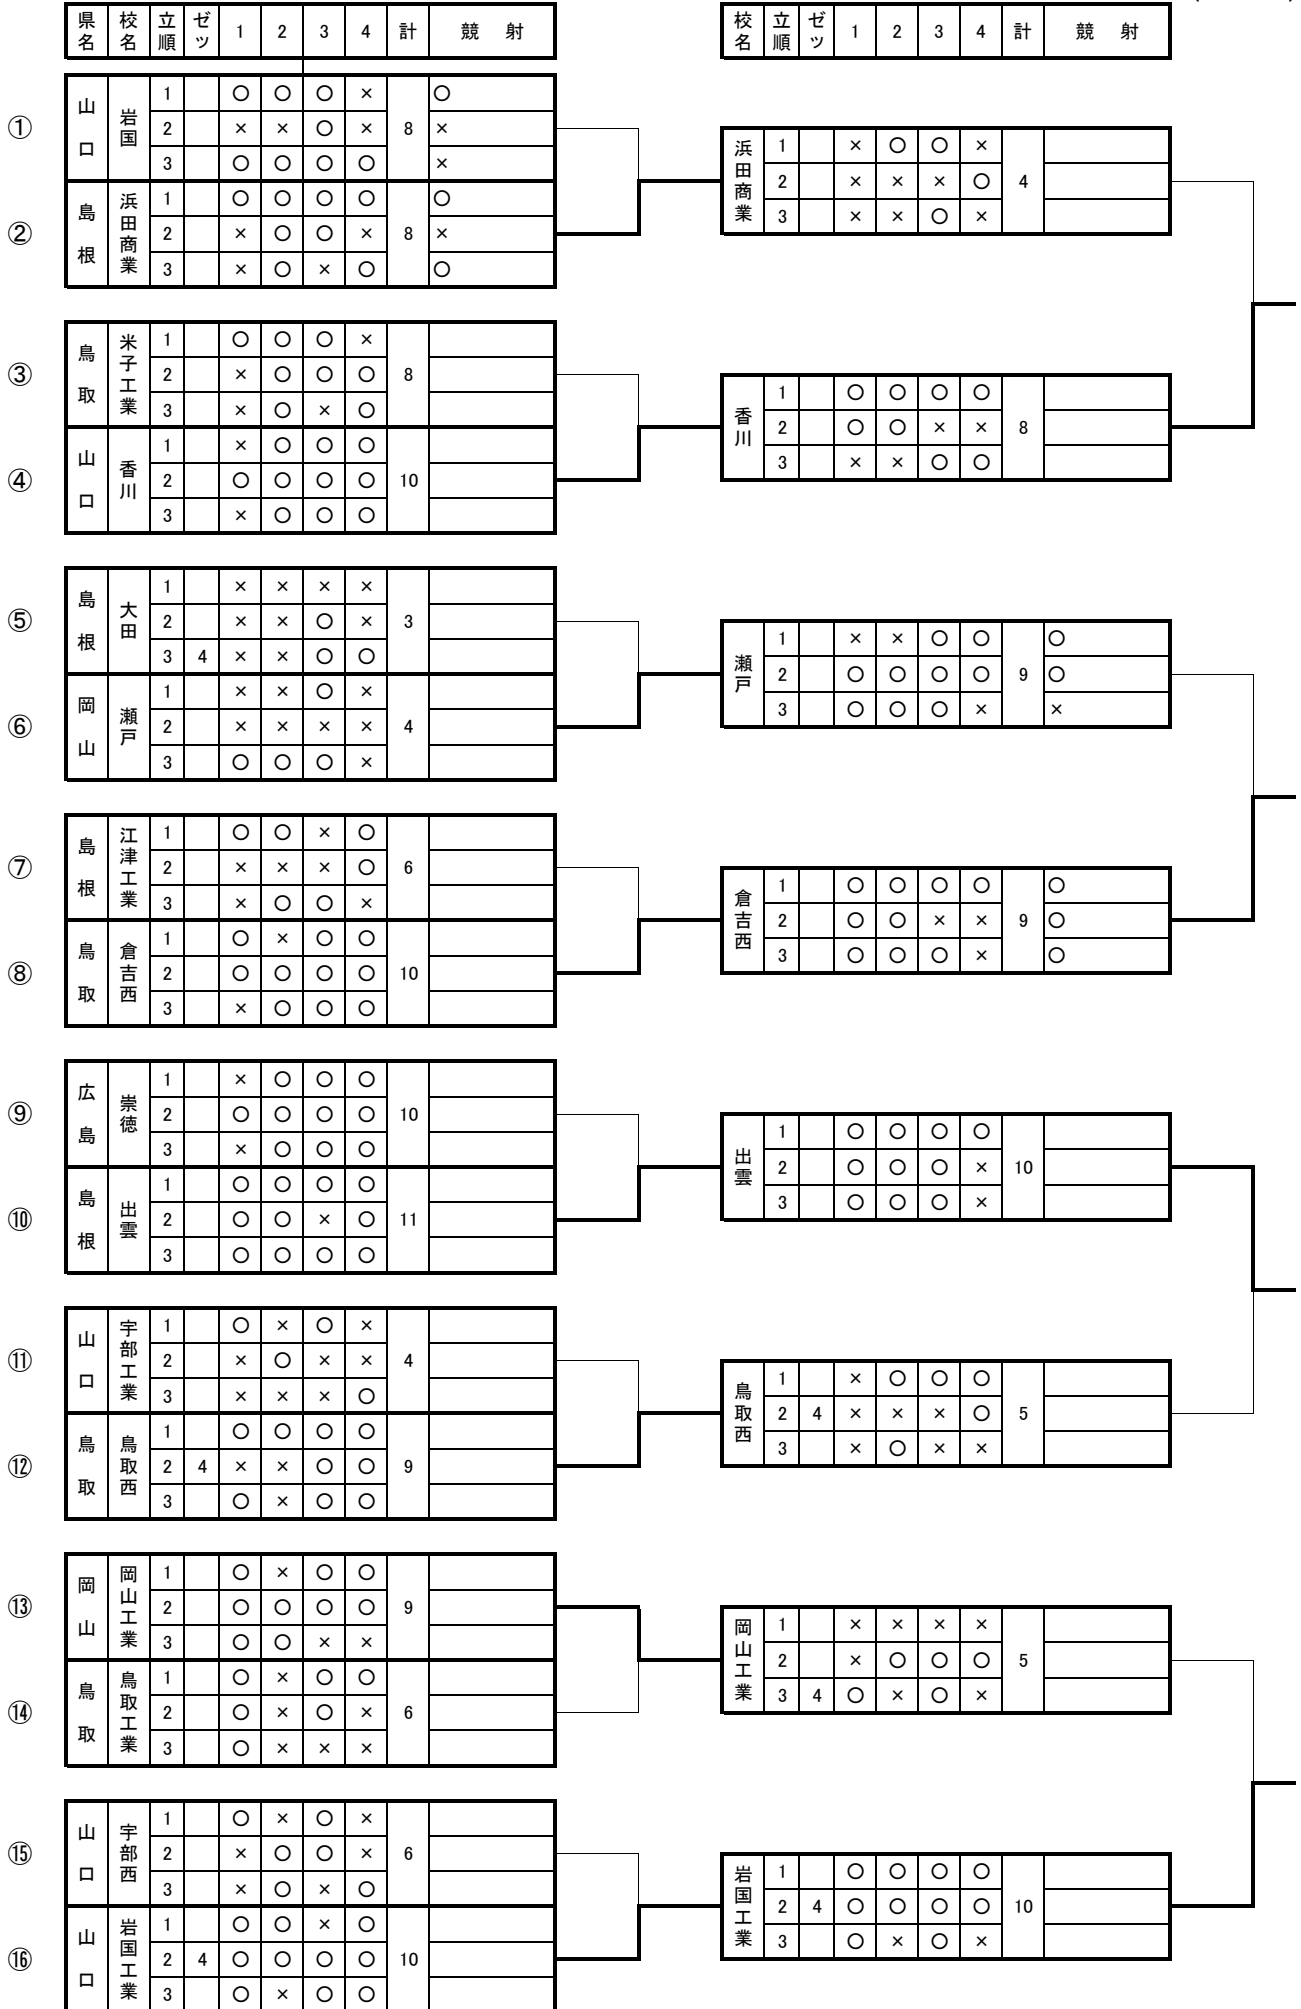 県名 校名 立順 ゼッ 1 2 3 4 計 競 射
① 山口 岩国 8
1 ○ ○ ○ × ○
2 × × ○ × ×
3 ○ ○ ○ ○ ×
② 島根 浜田商業 8
1 ○ ○ ○ ○ ○
2 × ○ ○ × ×
3 × ○ × ○ ○
③ 鳥取 米子工業 8
1 ○ ○ ○ ×
2 × ○ ○ ○
3 × ○ × ○
④ 山口 香川 10
1 × ○ ○ ○
2 ○ ○ ○ ○
3 × ○ ○ ○
⑤ 島根 大田 3
1 × × × ×
2 × × ○ ×
3 4 × × ○ ○
⑥ 岡山 瀬戸 4
1 × × ○ ×
2 × × × ×
3 ○ ○ ○ ×
⑦ 島根 江津工業 6
1 ○ ○ × ○
2 × × × ○
3 × ○ ○ ×
⑧ 鳥取 倉吉西 10
1 ○ × ○ ○
2 ○ ○ ○ ○
3 × ○ ○ ○
⑨ 広島 崇徳 10
1 × ○ ○ ○
2 ○ ○ ○ ○
3 × ○ ○ ○
⑩ 島根 出雲 11
1 ○ ○ ○ ○
2 ○ ○ × ○
3 ○ ○ ○ ○
⑪ 山口 宇部工業 4
1 ○ × ○ ×
2 × ○ × ×
3 × × × ○
⑫ 鳥取 鳥取西 9
1 ○ ○ ○ ○
2 4 × × ○ ○
3 ○ × ○ ○
⑬ 岡山 岡山工業 9
1 ○ × ○ ○
2 ○ ○ ○ ○
3 ○ ○ × ×
⑭ 鳥取 鳥取工業 6
1 ○ × ○ ○
2 ○ × ○ ×
3 ○ × × ×
⑮ 山口 宇部西 6
1 ○ × ○ ×
2 × ○ ○ ×
3 × ○ × ○
⑯ 山口 岩国工業 10
1 ○ ○ × ○
2 4 ○ ○ ○ ○
3 ○ × ○ ○
校名 立順 ゼッ 1 2 3 4 計 競 射
浜田商業 4
1 × ○ ○ ×
2 × × × ○
3 × × ○ ×
香川 8
1 ○ ○ ○ ○
2 ○ ○ × ×
3 × × ○ ○
瀬戸 9
1 × × ○ ○ ○
2 ○ ○ ○ ○ ○
3 ○ ○ ○ × ×
倉吉西 9
1 ○ ○ ○ ○ ○
2 ○ ○ × × ○
3 ○ ○ ○ × ○
出雲 10
1 ○ ○ ○ ○
2 ○ ○ ○ ×
3 ○ ○ ○ ×
鳥取西 5
1 × ○ ○ ○
2 4 × × × ○
3 × ○ × ×
岡山工業 5
1 × × × ×
2 × ○ ○ ○
3 4 ○ × ○ ×
岩国工業 10
1 ○ ○ ○ ○
2 4 ○ ○ ○ ○
3 ○ × ○ ×